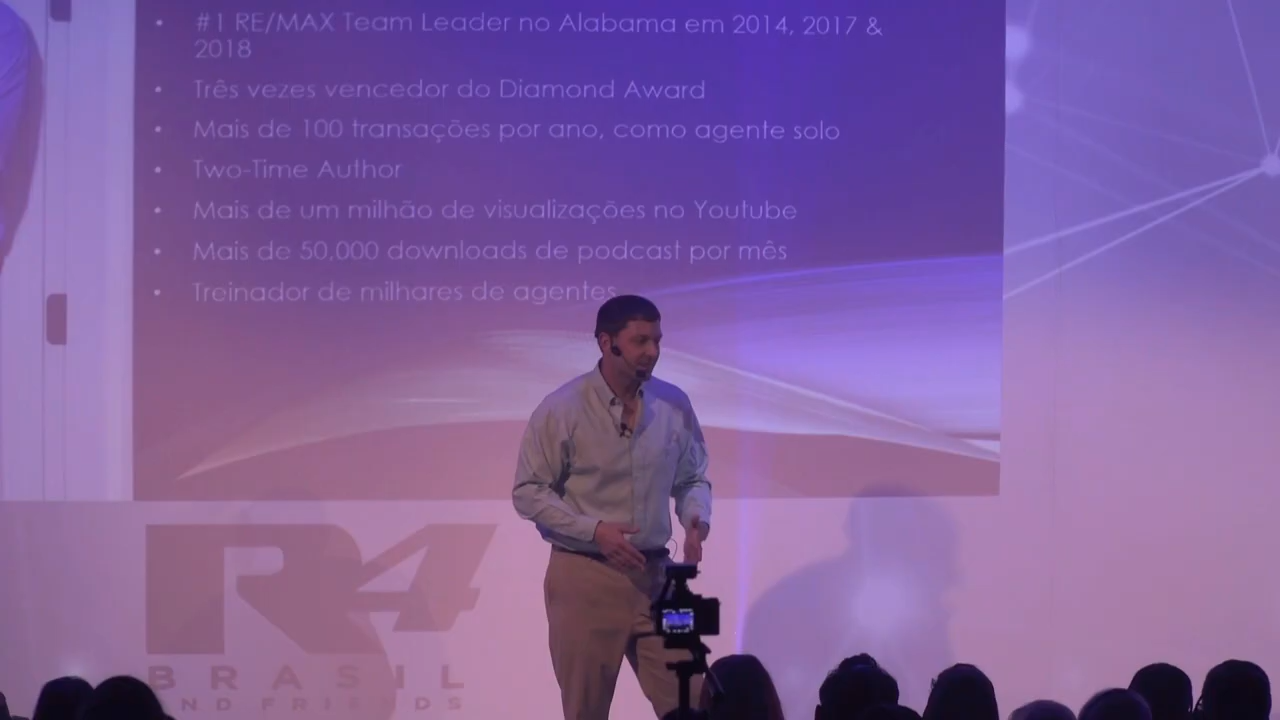 • #1 RE/MAX Team Leader no Alabama em 2014, 2017 &
2018
• Três vezes vencedor do Diamond Award
• Mais de 100 transações por ano, como agente solo
• Two-Time Author
• Mais de um milhão de visualizações no Youtube
• Mais de 50,000 downloads de podcast por mês
• Treinador de milhares de agentes
R4
BRASIL
AND FRIENDS